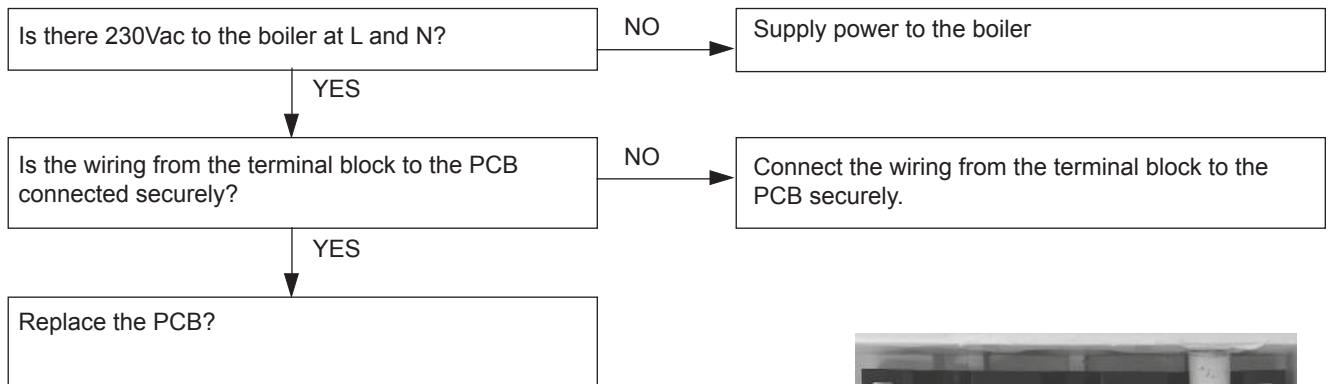 Is there 230Vac to the boiler at L and N?
NO
Supply power to the boiler
YES
Is the wiring from the terminal block to the PCB
connected securely?
NO
Connect the wiring from the terminal block to the
PCB securely.
YES
Replace the PCB?